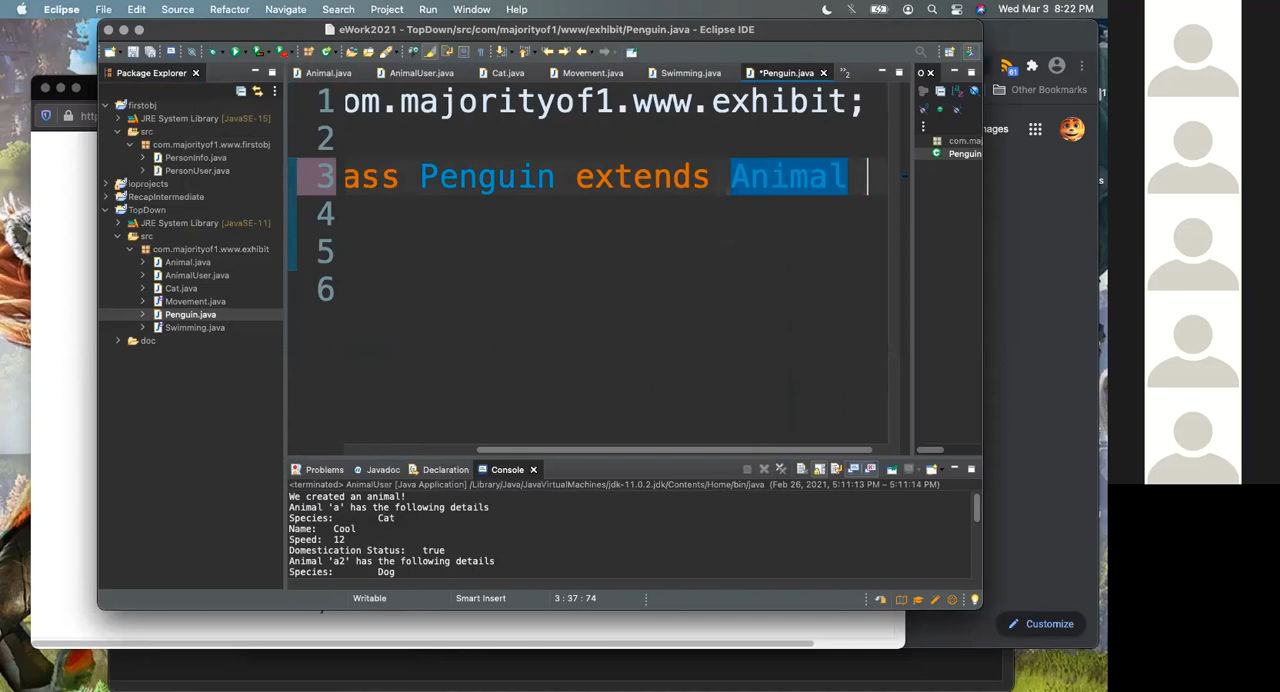 Eclipse File Edit Source Refactor Navigate Search Project Run Window Help Wed Mar 3 8:22 PM
eWork2021 - TopDown/src/com/majorityof1/www/exhibit/Penguin.java - Eclipse IDE
61
Package Explorer Animal.java AnimalUser.java Cat.java Movement.java Swimming.java *Penguin.java 2 O
Other Bookmarks
firstobj
JRE System Library [JavaSE-15]
src
com.majorityof1.www.firstobj
PersonInfo.java
PersonUser.java
ioprojects
RecapIntermediate
TopDown
JRE System Library [JavaSE-11]
src
com.majorityof1.www.exhibit
Animal.java
AnimalUser.java
Cat.java
Movement.java
Penguin.java
Swimming.java
doc
1 om.majorityof1.www.exhibit;
2
3 ass Penguin extends Animal
4
5
6
com.maj
Penguin
htt
mages
Problems Javadoc Declaration Console
<terminated> AnimalUser [Java Application] /Library/Java/JavaVirtualMachines/jdk-11.0.2.jdk/Contents/Home/bin/java (Feb 26, 2021, 5:11:13 PM – 5:11:14 PM)
We created an animal!
Animal 'a' has the following details
Species: Cat
Name: Cool
Speed: 12
Domestication Status: true
Animal 'a2' has the following details
Species: Dog
Writable Smart Insert 3 : 37 : 74
Customize